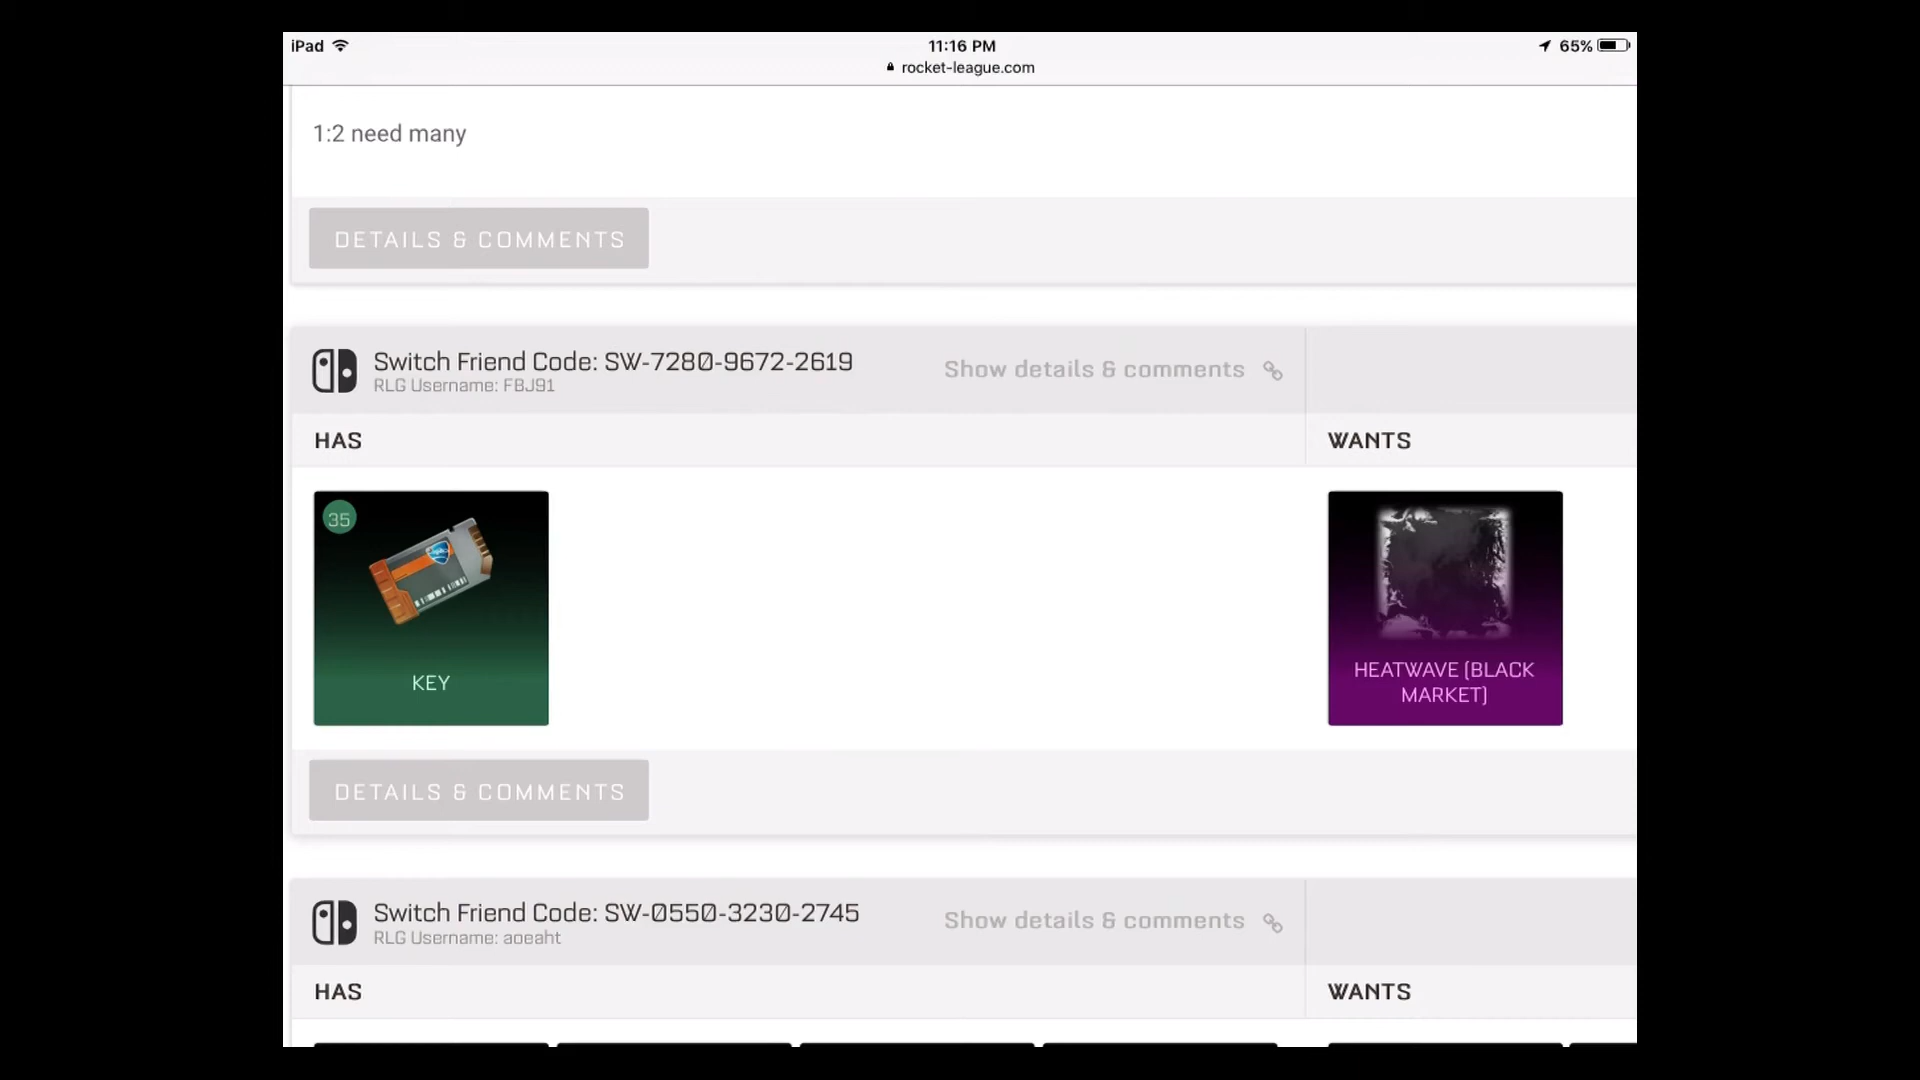 iPad
11:16 PM
65%
rocket-league.com
1:2 need many
DETAILS & COMMENTS
Switch Friend Code: SW-7280-9672-2619
Show details & comments
RLG Username: FBJ91
HAS
WANTS
35
KEY
HEATWAVE (BLACK
MARKET)
DETAILS & COMMENTS
Switch Friend Code: SW-0550-3230-2745
Show details & comments
RLG Username: aoeaht
HAS
WANTS